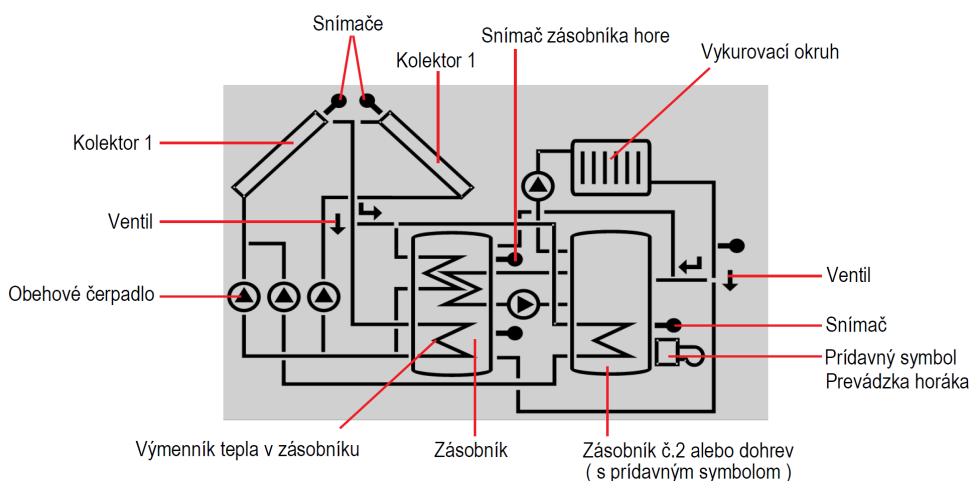 Snímače
Snímač zásobníka hore
Vykurovací okruh
Kolektor 1
Kolektor 1
Ventil
Ventil
Obehové čerpadlo
Snímač
Prídavný symbol
Prevádzka horáka
Výmenník tepla v zásobníku
Zásobník
Zásobník č.2 alebo dohrev
( s prídavným symbolom )